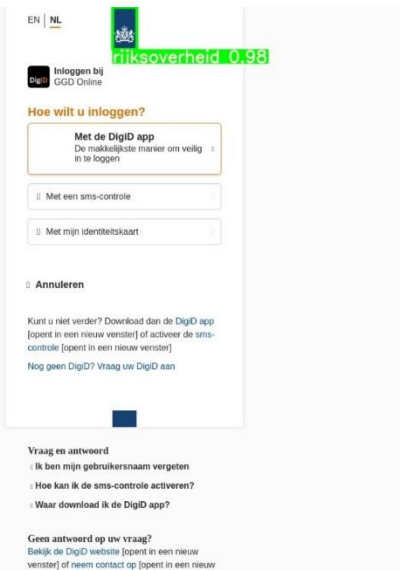 EN | NL
rijksoverheid 0.98
DigiD
Inloggen bij
GGD Online
Hoe wilt u inloggen?
Met de DigiD app
De makkelijkste manier om veilig
in te loggen
Met een sms-controle
Met mijn identiteitskaart
Annuleren
Kunt u niet verder? Download dan de DigiD app
[opent in een nieuw venster] of activeer de sms-
controle [opent in een nieuw venster]
Nog geen DigiD? Vraag uw DigiD aan
Vraag en antwoord
Ik ben mijn gebruikersnaam vergeten
Hoe kan ik de sms-controle activeren?
Waar download ik de DigiD app?
Geen antwoord op uw vraag?
Bekijk de DigiD website [opent in een nieuw
venster] of neem contact op [opent in een nieuw